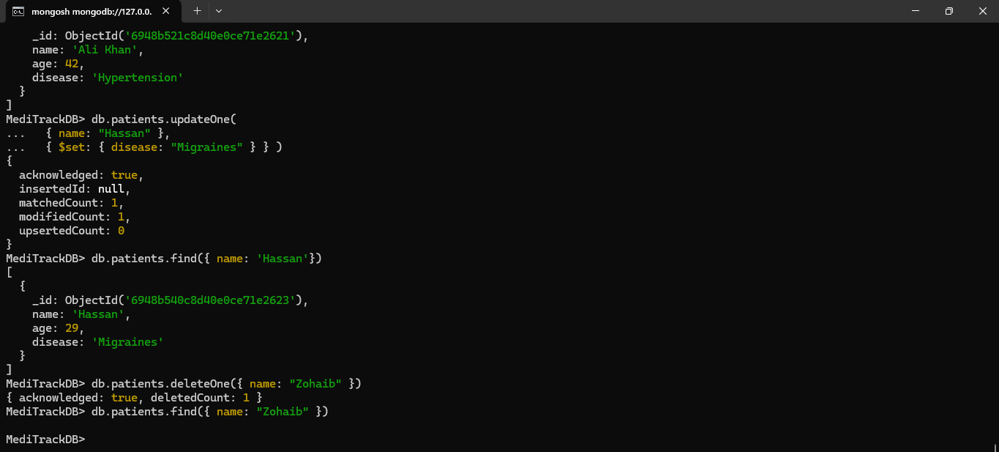 mongosh mongodb://127.0.0.
    _id: ObjectId('6948b521c8d40e0ce71e2621'),
    name: 'Ali Khan',
    age: 42,
    disease: 'Hypertension'
  }
]
MediTrackDB> db.patients.updateOne(
...   { name: "Hassan" },
...   { $set: { disease: "Migraines" } } )
{
  acknowledged: true,
  insertedId: null,
  matchedCount: 1,
  modifiedCount: 1,
  upsertedCount: 0
}
MediTrackDB> db.patients.find({ name: 'Hassan'})
[
  {
    _id: ObjectId('6948b540c8d40e0ce71e2623'),
    name: 'Hassan',
    age: 29,
    disease: 'Migraines'
  }
]
MediTrackDB> db.patients.deleteOne({ name: "Zohaib" })
{ acknowledged: true, deletedCount: 1 }
MediTrackDB> db.patients.find({ name: "Zohaib" })

MediTrackDB>